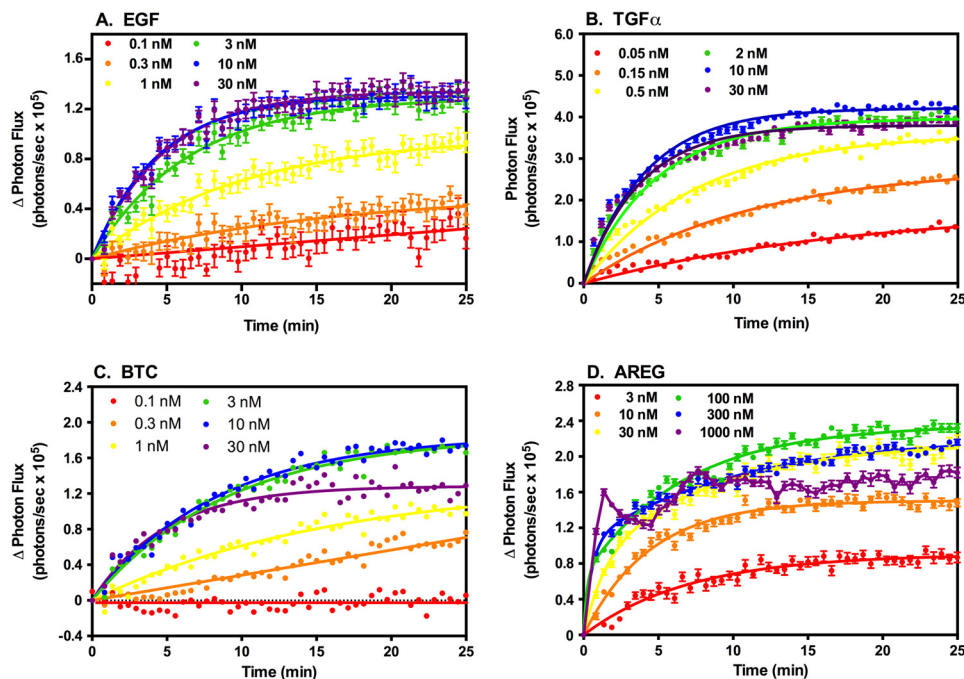 A. EGF
0.1 nM
0.3 nM
1 nM
3 nM
10 nM
30 nM
Δ Photon Flux
(photons/sec x 10⁵)
1.6
1.2
0.8
0.4
0
0
5
10
15
20
25
Time (min)
B. TGFα
0.05 nM
0.15 nM
0.5 nM
2 nM
10 nM
30 nM
Photon Flux
(photons/sec x 10⁵)
6.0
5.0
4.0
3.0
2.0
1.0
0
0
5
10
15
20
25
Time (min)
C. BTC
0.1 nM
0.3 nM
1 nM
3 nM
10 nM
30 nM
Δ Photon Flux
(photons/sec x 10⁵)
2.4
2.0
1.6
1.2
0.8
0.4
0
-0.4
0
5
10
15
20
25
Time (min)
D. AREG
3 nM
10 nM
30 nM
100 nM
300 nM
1000 nM
Δ Photon Flux
(photons/sec x 10⁵)
2.8
2.4
2.0
1.6
1.2
0.8
0.4
0
0
5
10
15
20
25
Time (min)